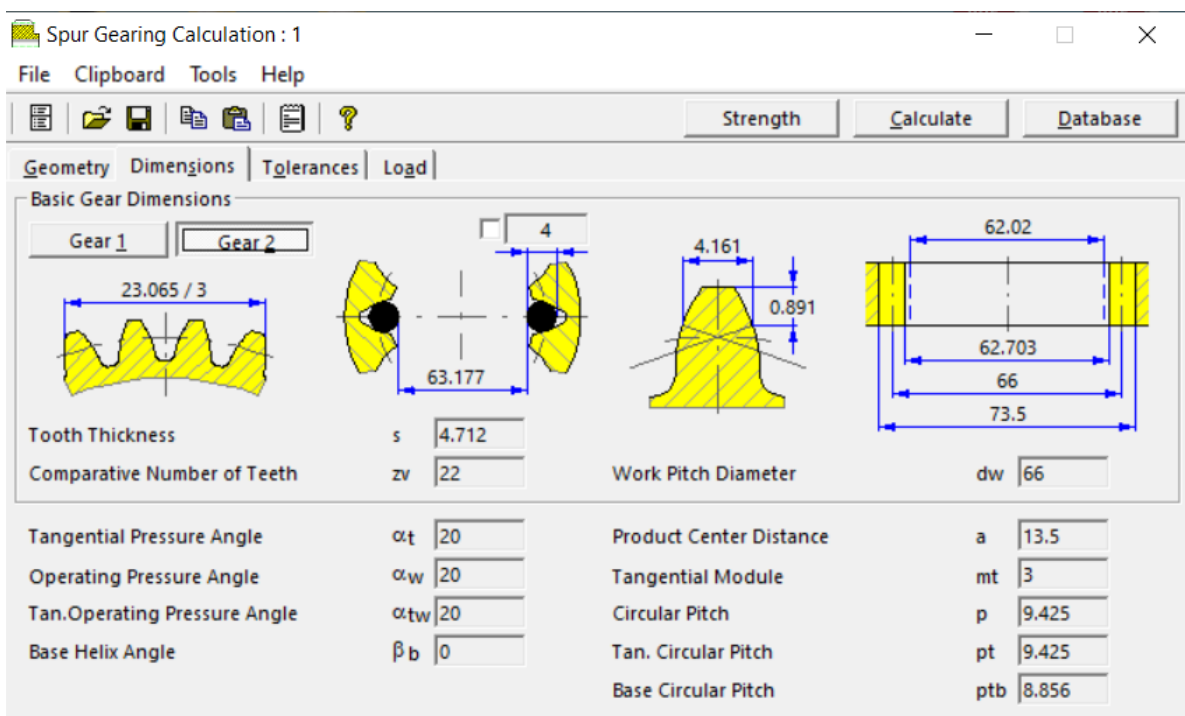 Spur Gearing Calculation : 1
File Clipboard Tools Help
Strength Calculate Database
Geometry Dimensions Tolerances Load
Basic Gear Dimensions
Gear 1 Gear 2
4
23.065 / 3
63.177
4.161
0.891
62.02
62.703
66
73.5
Tooth Thickness s 4.712
Comparative Number of Teeth zv 22 Work Pitch Diameter dw 66
Tangential Pressure Angle αt 20 Product Center Distance a 13.5
Operating Pressure Angle αw 20 Tangential Module mt 3
Tan.Operating Pressure Angle αtw 20 Circular Pitch p 9.425
Base Helix Angle βb 0 Tan. Circular Pitch pt 9.425
Base Circular Pitch ptb 8.856